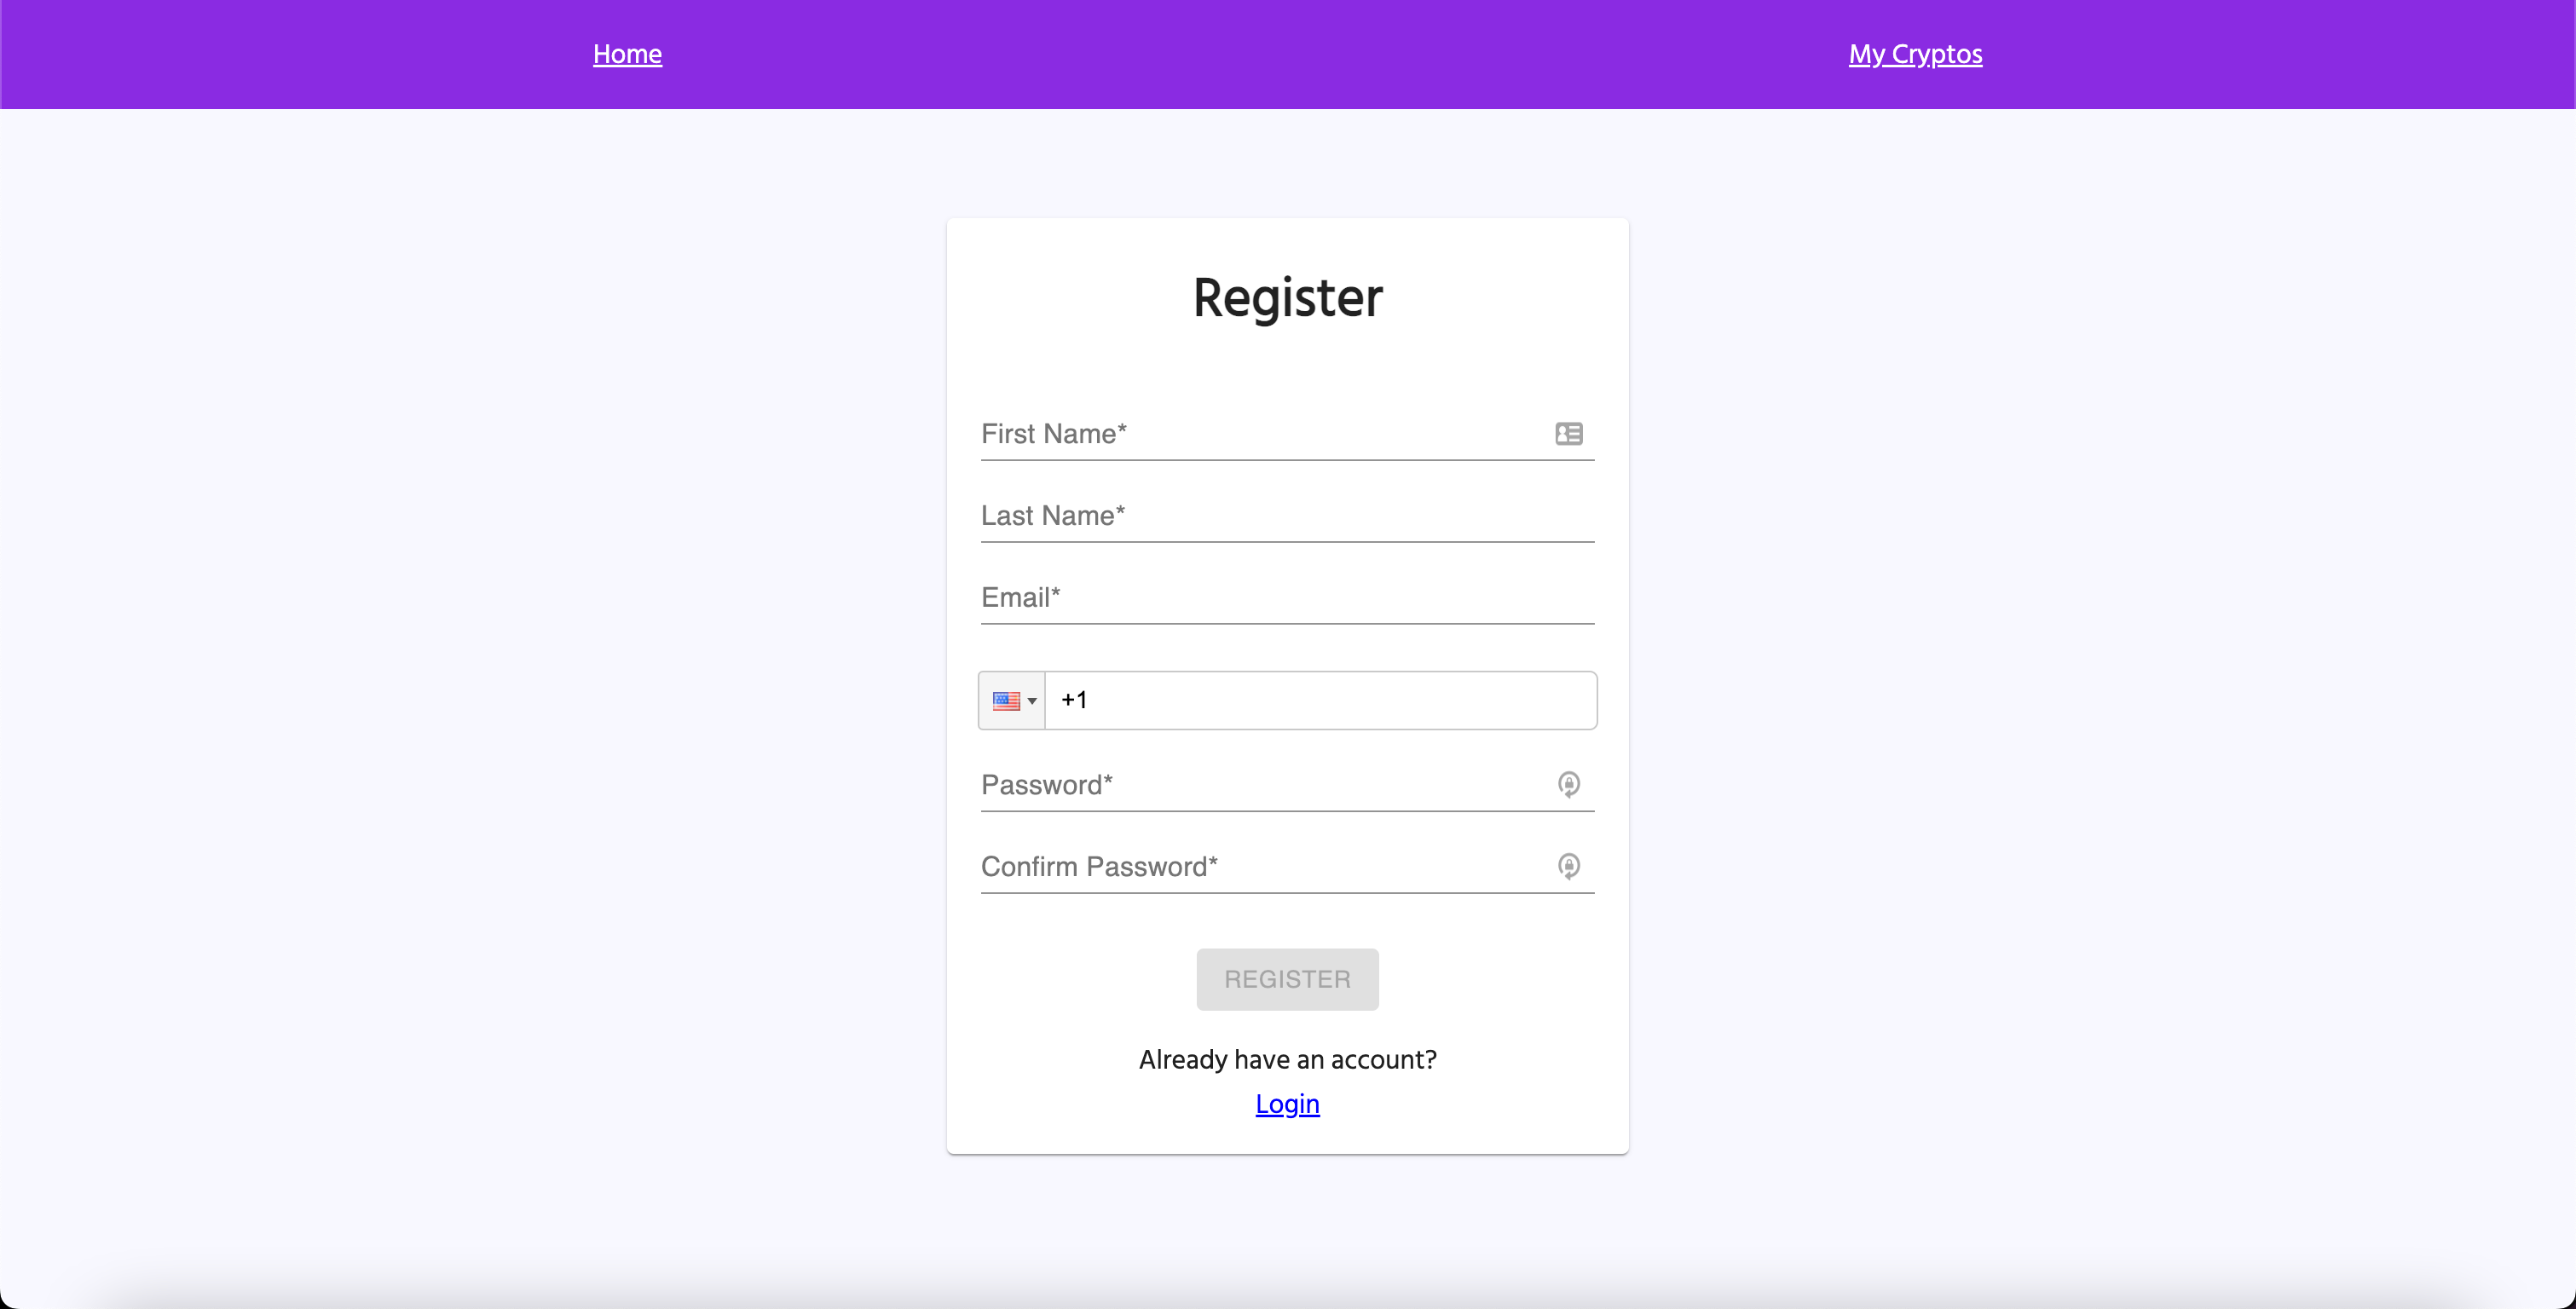 Home
My Cryptos
Register
First Name*
Last Name*
Email*
+1
Password*
Confirm Password*
REGISTER
Already have an account?
Login